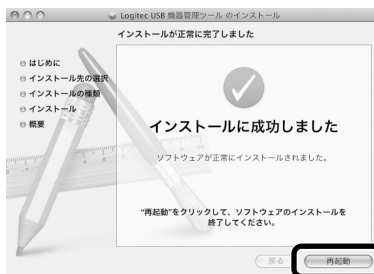 Logitec USB 機器管理ツール のインストール
インストールが正常に完了しました
はじめに
インストール先の選択
インストールの種類
インストール
概要
インストールに成功しました
ソフトウェアが正常にインストールされました。
"再起動"をクリックして、ソフトウェアのインストールを
終了してください。
戻る
再起動